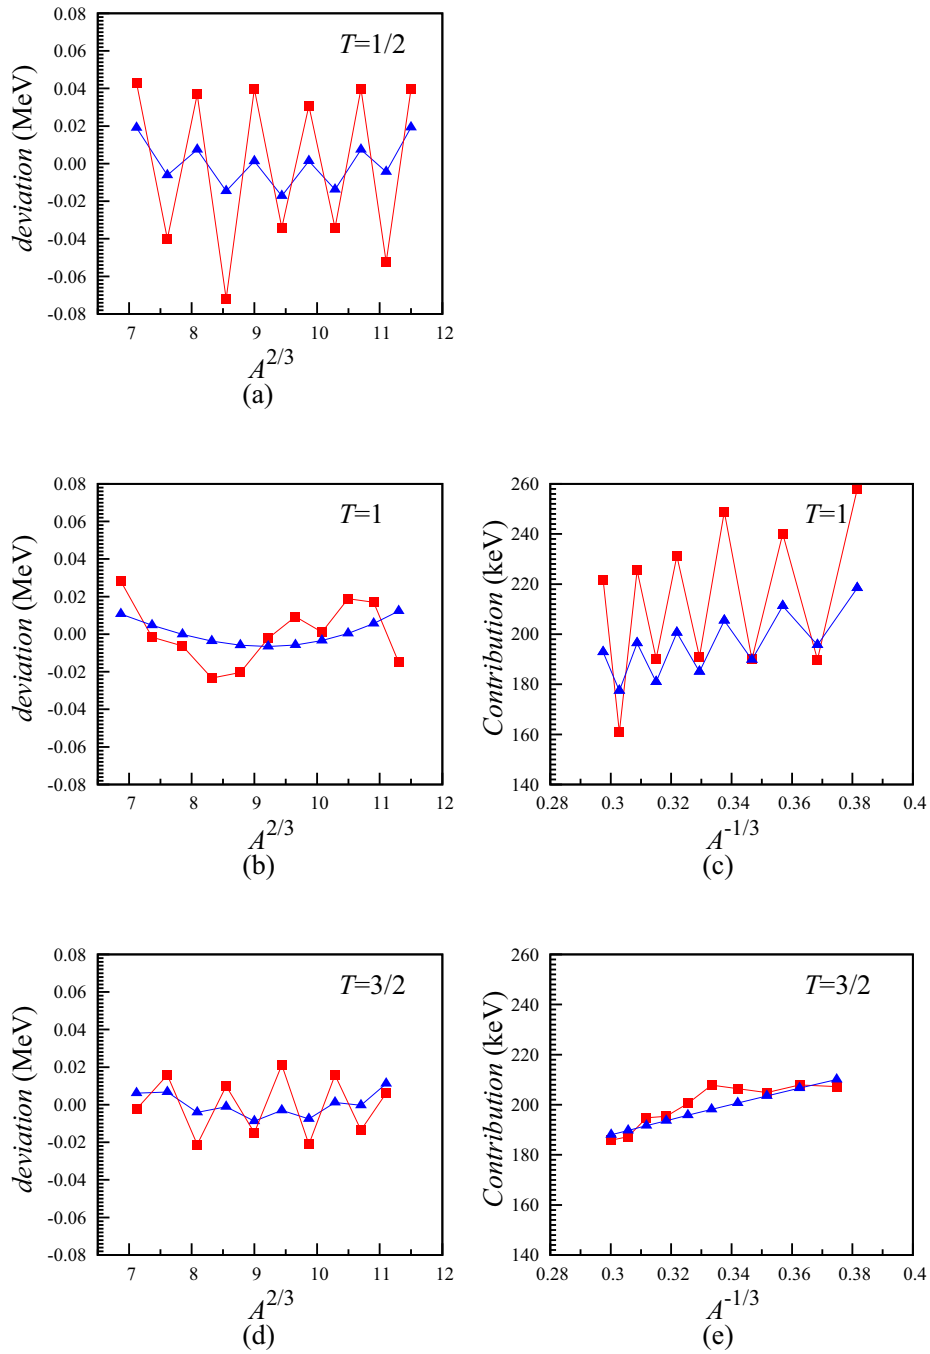 0.08
0.06
0.04
0.02
0.00
-0.02
-0.04
-0.06
-0.08
deviation (MeV)
T=1/2
7 8 9 10 11 12
A^{2/3}
(a)
0.08
0.06
0.04
0.02
0.00
-0.02
-0.04
-0.06
-0.08
deviation (MeV)
T=1
7 8 9 10 11 12
A^{2/3}
(b)
260
240
220
200
180
160
140
Contribution (keV)
T=1
0.28 0.3 0.32 0.34 0.36 0.38 0.4
A^{-1/3}
(c)
0.08
0.06
0.04
0.02
0.00
-0.02
-0.04
-0.06
-0.08
deviation (MeV)
T=3/2
7 8 9 10 11 12
A^{2/3}
(d)
260
240
220
200
180
160
140
Contribution (keV)
T=3/2
0.28 0.3 0.32 0.34 0.36 0.38 0.4
A^{-1/3}
(e)